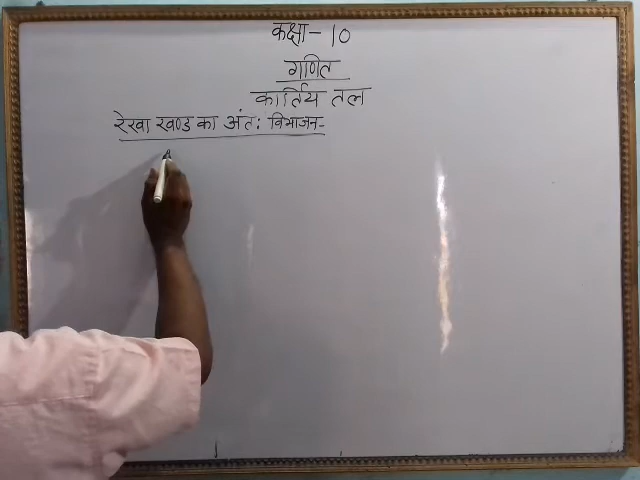 कक्षा - 10
गणित
कार्तिय तल
रेखा खण्ड का अंत: विभाजन-